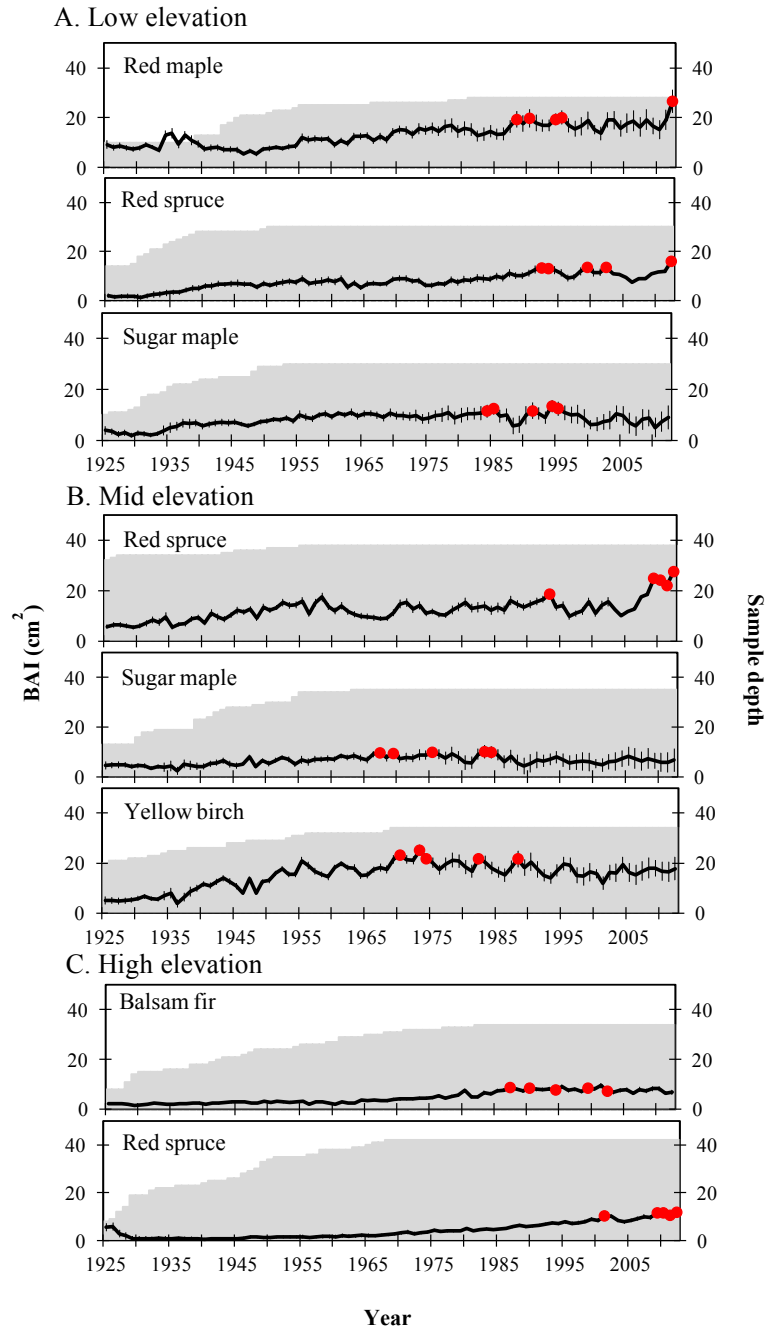 A. Low elevation
Red maple
40 40
20 20
0 0
Red spruce
40 40
20 20
0 0
Sugar maple
40 40
20 20
0 0
1925 1935 1945 1955 1965 1975 1985 1995 2005
B. Mid elevation
Red spruce
40 40
20 20
0 0
BAI (cm²)
Sample depth
Sugar maple
40 40
20 20
0 0
Yellow birch
40 40
20 20
0 0
1925 1935 1945 1955 1965 1975 1985 1995 2005
C. High elevation
Balsam fir
40 40
20 20
0 0
Red spruce
40 40
20 20
0 0
1925 1935 1945 1955 1965 1975 1985 1995 2005
Year